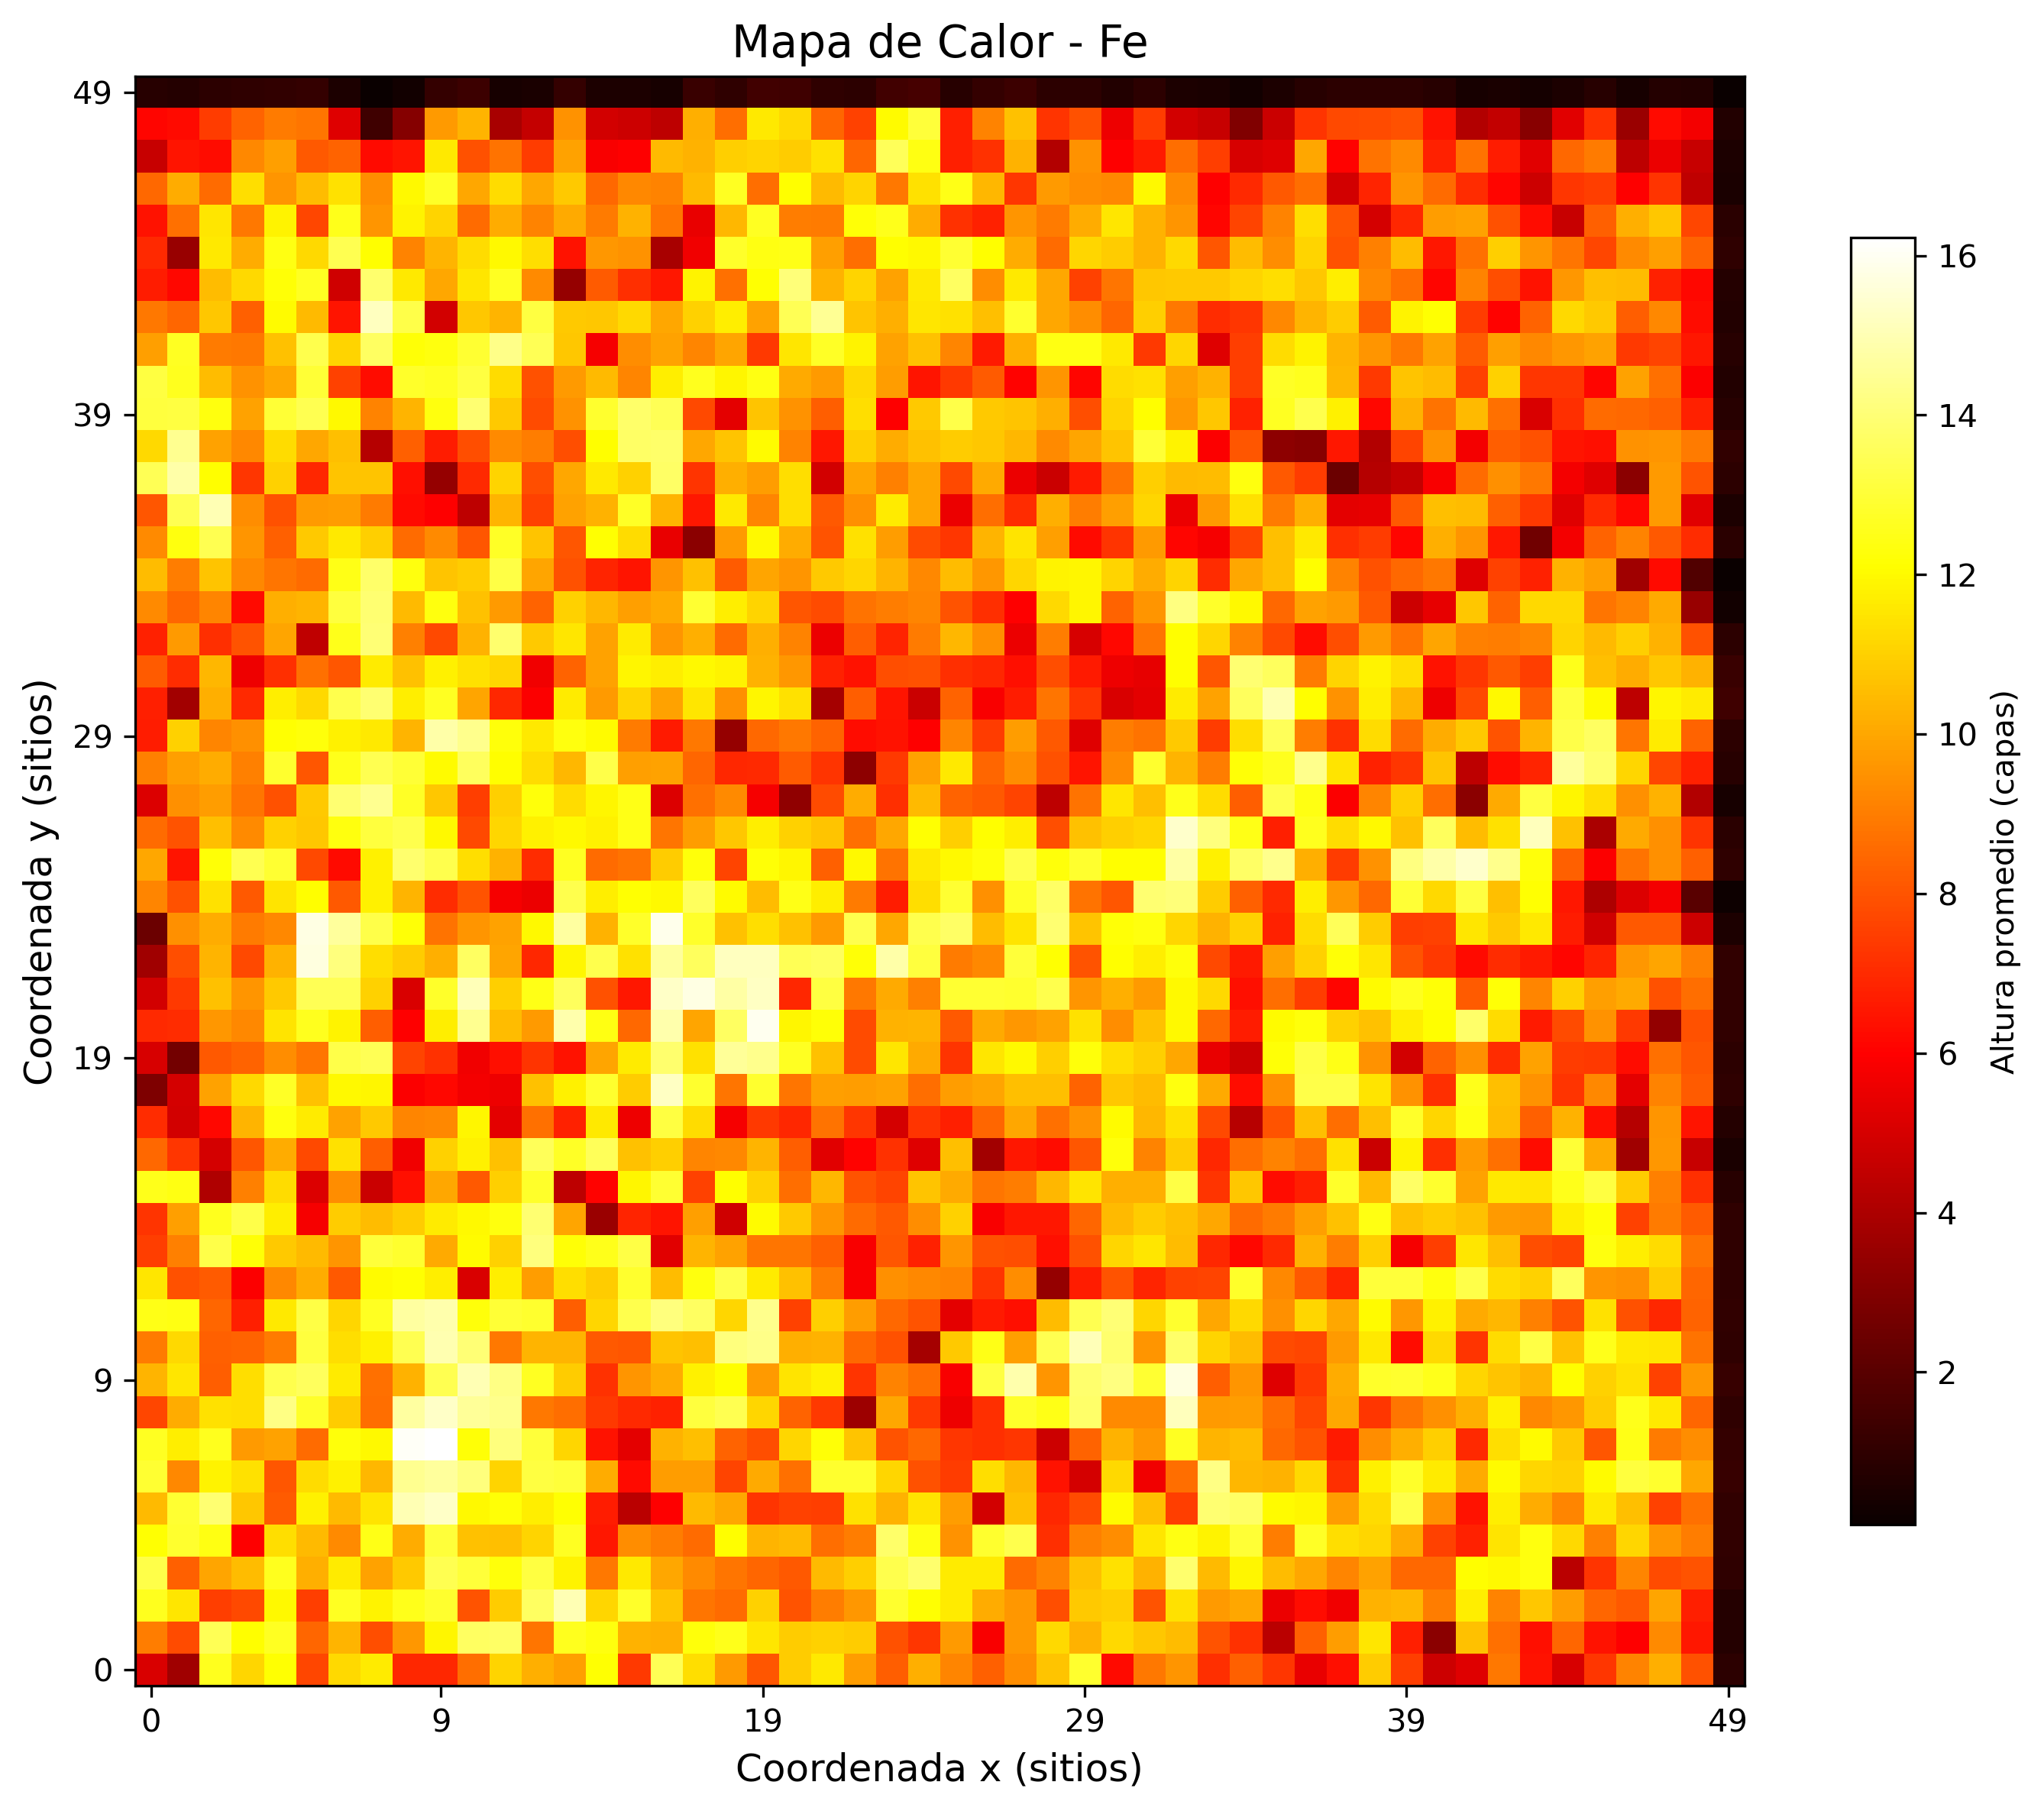 Mapa de Calor - Fe
49
39
29
19
9
0
Coordenada y (sitios)
0 9 19 29 39 49
Coordenada x (sitios)
16
14
12
10
8
6
4
2
Altura promedio (capas)